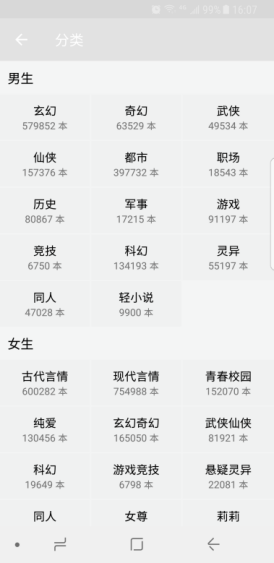 99% 16:07
分类
男生
玄幻 奇幻 武侠
579852 本 63529 本 49534 本
仙侠 都市 职场
157376 本 397732 本 18543 本
历史 军事 游戏
80867 本 17215 本 91197 本
竞技 科幻 灵异
6750 本 134193 本 55197 本
同人 轻小说
47028 本 9900 本
女生
古代言情 现代言情 青春校园
600282 本 754988 本 152070 本
纯爱 玄幻奇幻 武侠仙侠
130456 本 165050 本 81921 本
科幻 游戏竞技 悬疑灵异
19649 本 6798 本 22081 本
同人 女尊 莉莉